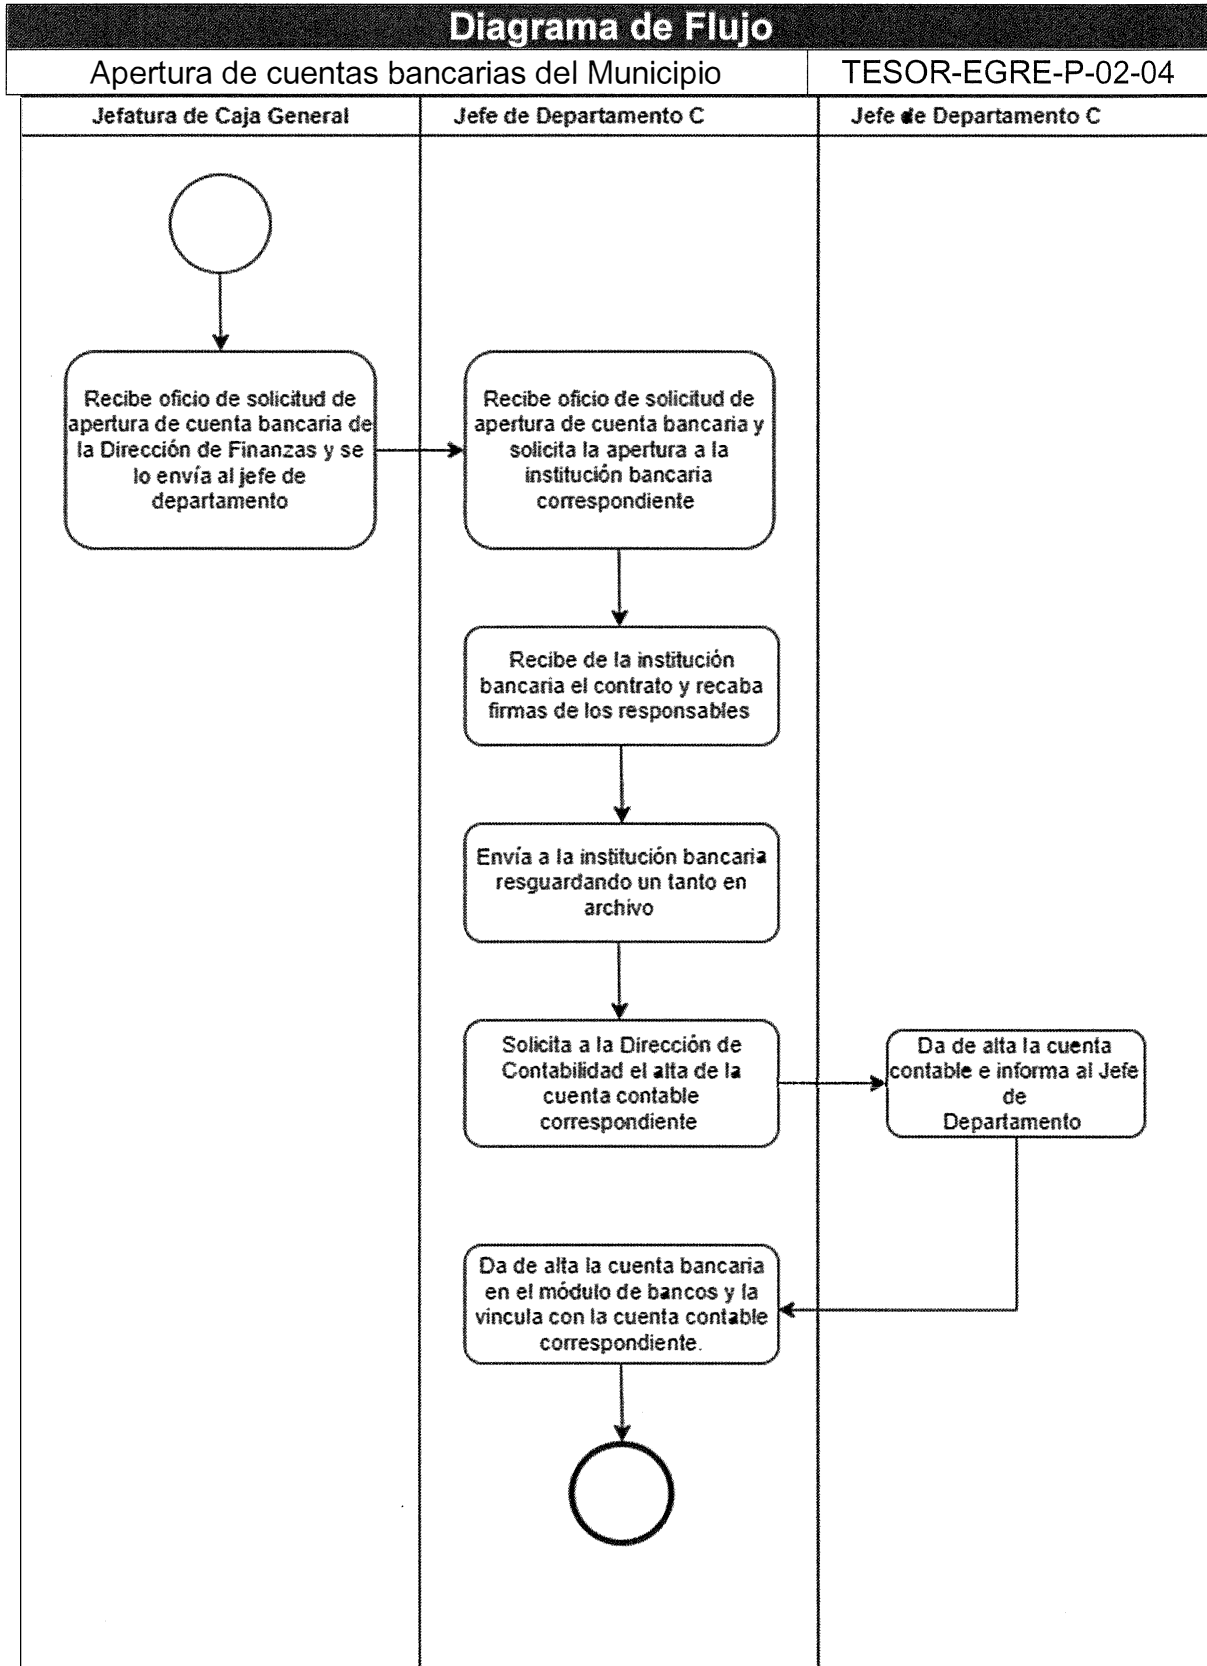 Diagrama de Flujo
Apertura de cuentas bancarias del Municipio
TESOR-EGRE-P-02-04
Jefatura de Caja General
Jefe de Departamento C
Jefe de Departamento C
Recibe oficio de solicitud de
apertura de cuenta bancaria de
la Dirección de Finanzas y se
lo envía al jefe de
departamento
Recibe oficio de solicitud de
apertura de cuenta bancaria y
solicita la apertura a la
institución bancaria
correspondiente
Recibe de la institución
bancaria el contrato y recaba
firmas de los responsables
Envía a la institución bancaria
resguardando un tanto en
archivo
Solicita a la Dirección de
Contabilidad el alta de la
cuenta contable
correspondiente
Da de alta la cuenta
contable e informa al Jefe
de
Departamento
Da de alta la cuenta bancaria
en el módulo de bancos y la
vincula con la cuenta contable
correspondiente.